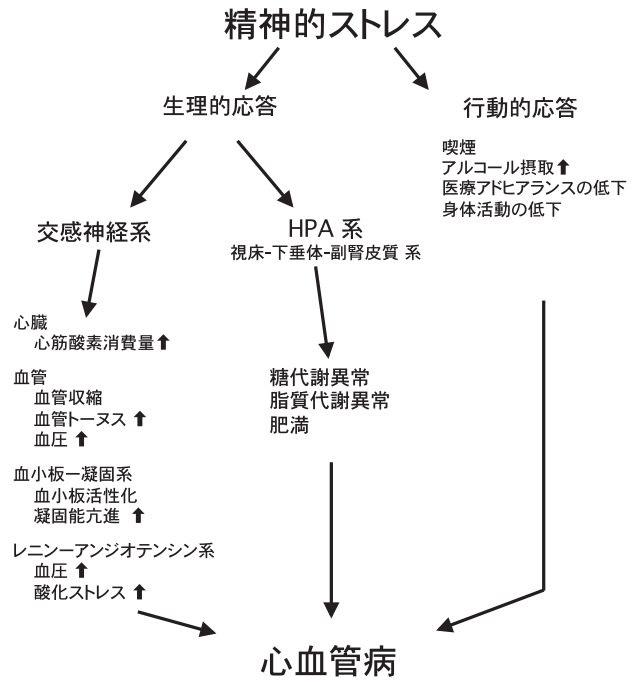 精神的ストレス
生理的応答
行動的応答
喫煙
アルコール摂取⬆
医療アドヒアランスの低下
身体活動の低下
交感神経系
HPA 系
視床-下垂体-副腎皮質 系
心臓
心筋酸素消費量⬆
血管
血管収縮
血管トーヌス ⬆
血圧 ⬆
血小板ー凝固系
血小板活性化
凝固能亢進 ⬆
レニンーアンジオテンシン系
血圧 ⬆
酸化ストレス ⬆
糖代謝異常
脂質代謝異常
肥満
心血管病